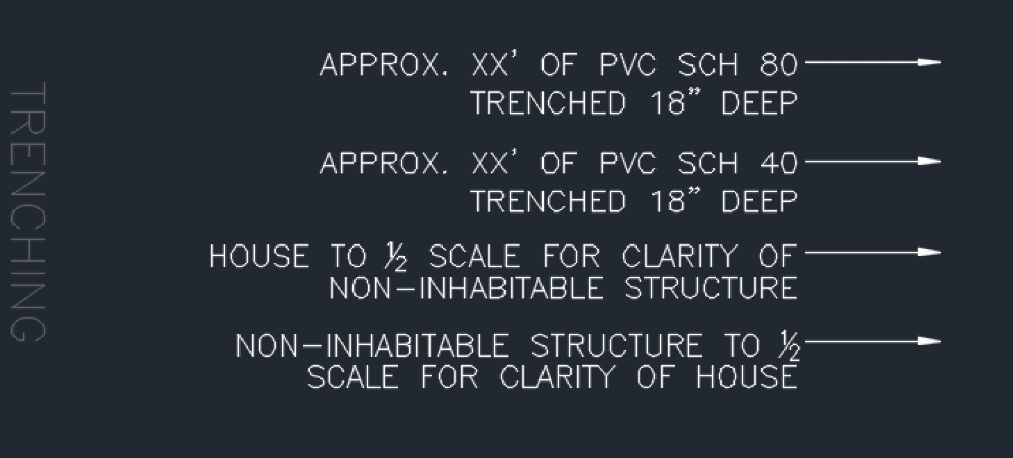 TRENCHING
APPROX. XX' OF PVC SCH 80
TRENCHED 18" DEEP
APPROX. XX' OF PVC SCH 40
TRENCHED 18" DEEP
HOUSE TO ½ SCALE FOR CLARITY OF
NON-INHABITABLE STRUCTURE
NON-INHABITABLE STRUCTURE TO ½
SCALE FOR CLARITY OF HOUSE